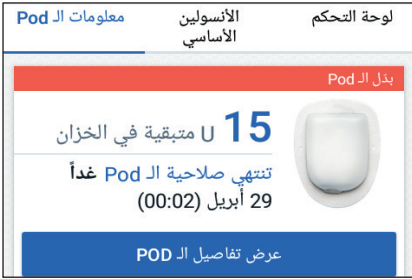 لوحة التحكم
الأنسولين
الأساسي
معلومات الـ Pod
بدّل الـ Pod
15 U متبقية في الخزان
تنتهي صلاحية الـ Pod غداً
29 أبريل (00:02)
عرض تفاصيل الـ POD